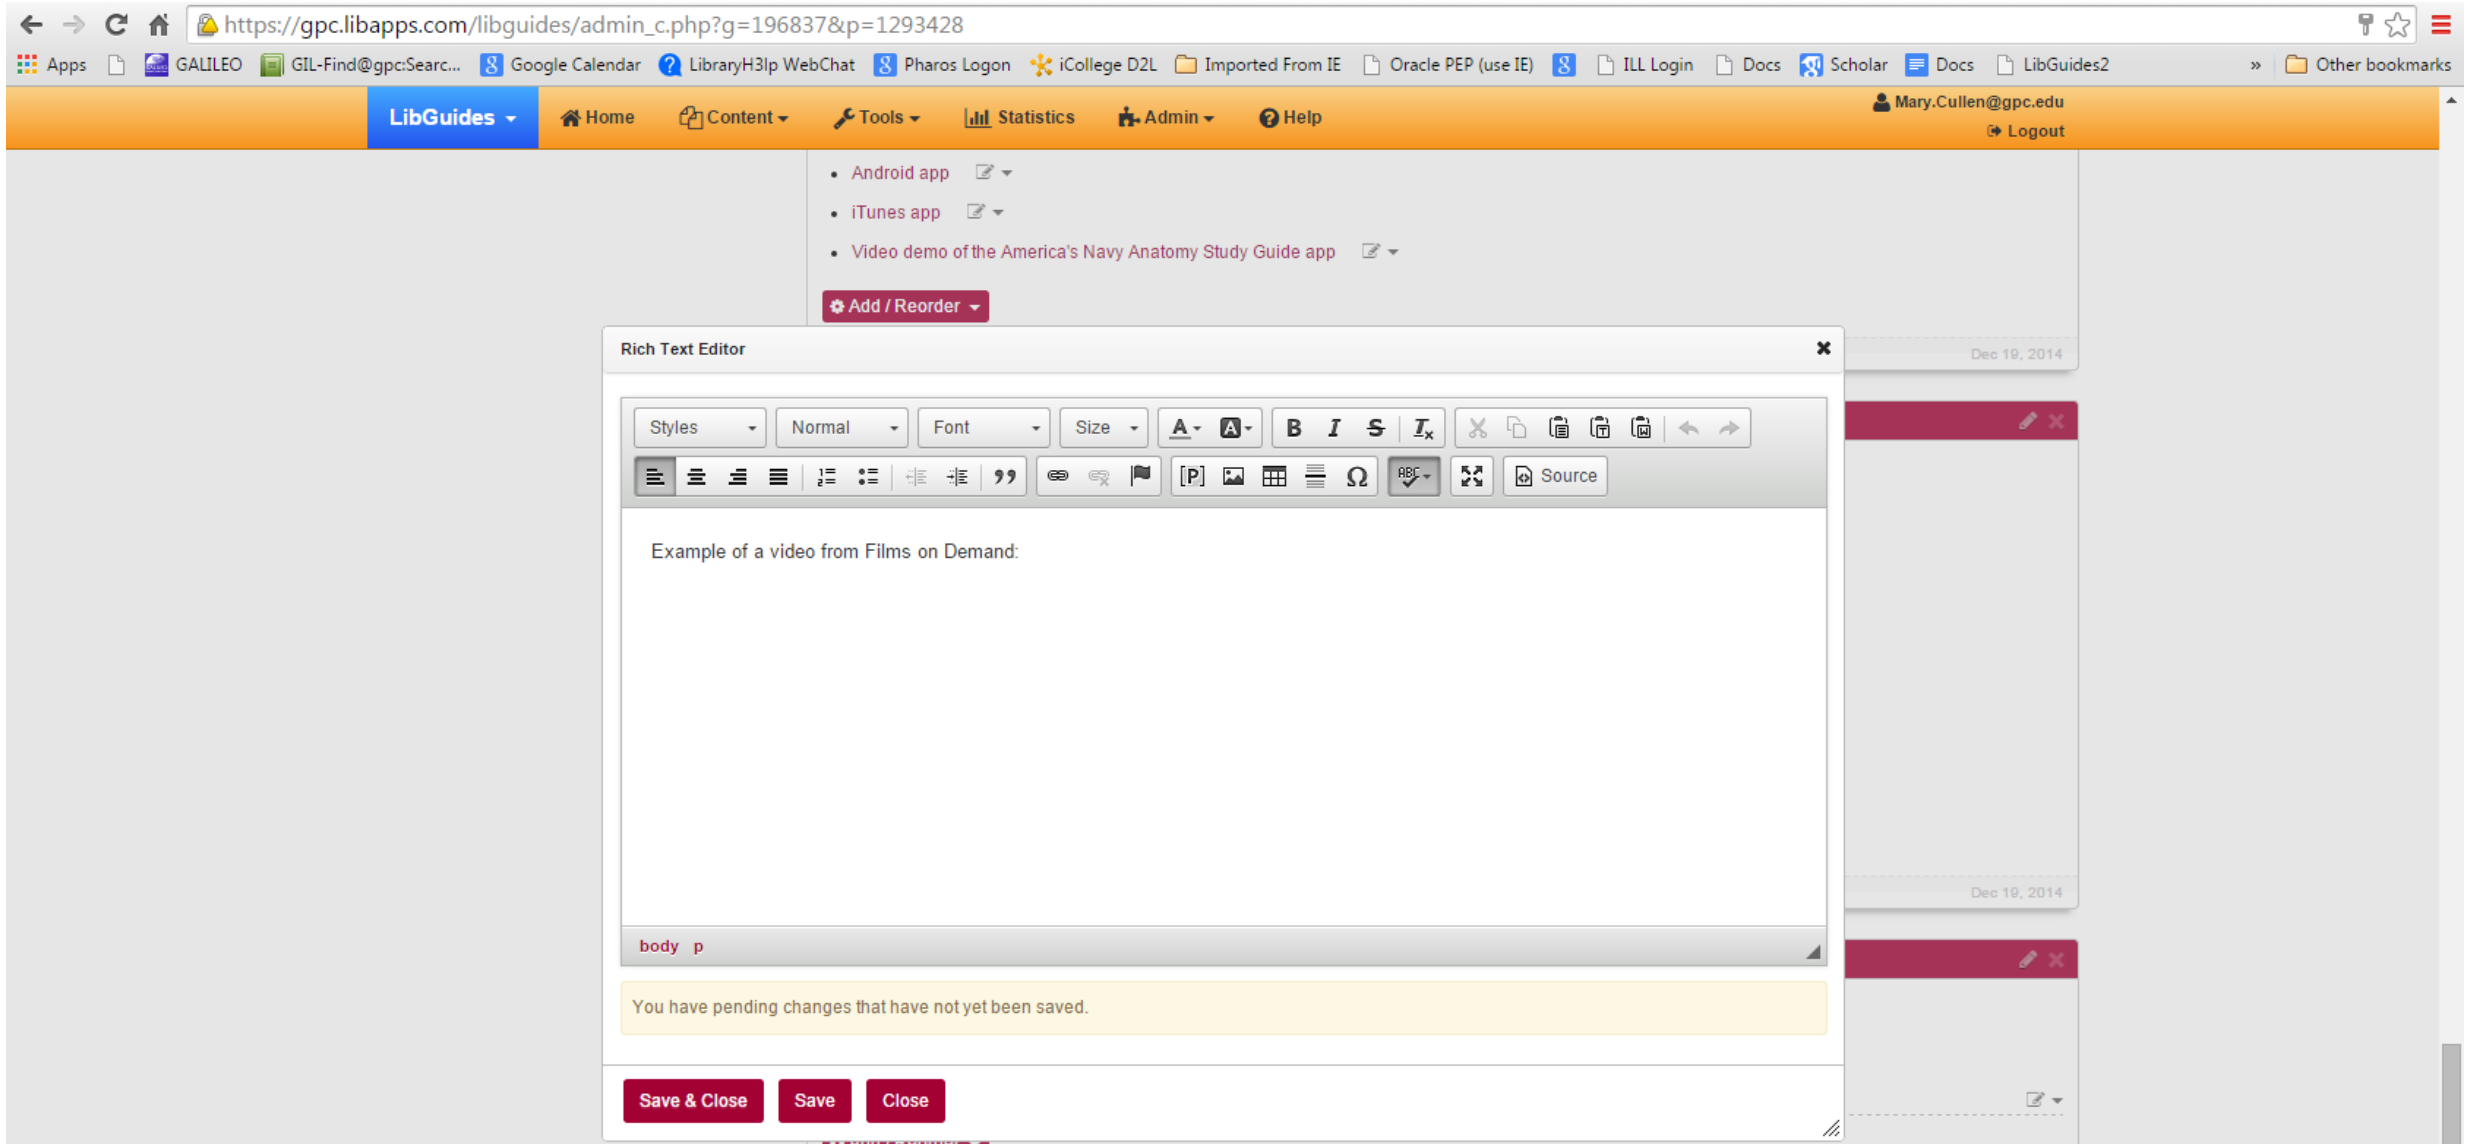 https://gpc.libapps.com/libguides/admin_c.php?g=196837&p=1293428
Apps GALILEO GIL-Find@gpc:Searc... Google Calendar LibraryH3lp WebChat Pharos Logon iCollege D2L Imported From IE Oracle PEP (use IE) ILL Login Docs Scholar Docs LibGuides2 » Other bookmarks
LibGuides Home Content Tools Statistics Admin Help
Mary.Cullen@gpc.edu
Logout
Android app
iTunes app
Video demo of the America's Navy Anatomy Study Guide app
Add / Reorder
Rich Text Editor
Dec 19, 2014
Styles Normal Font Size A A B I S Ix
[P] Ω ABC Source
Example of a video from Films on Demand:
Dec 19, 2014
body p
You have pending changes that have not yet been saved.
Save & Close Save Close